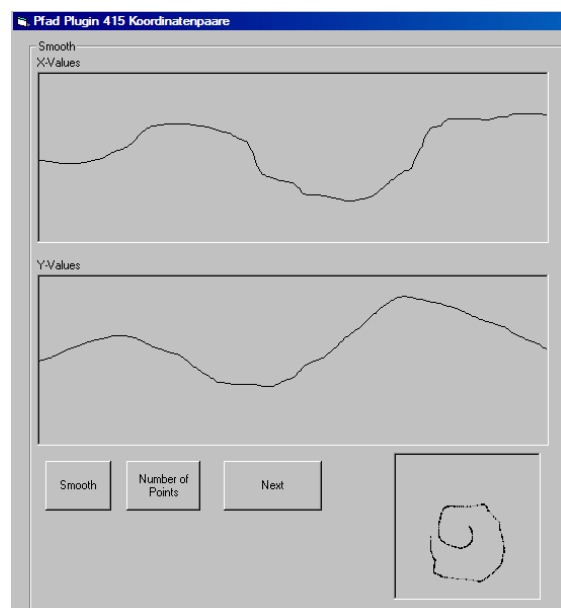 Pfad Plugin 415 Koordinatenpaare
Smooth
X-Values
Y-Values
Smooth
Number of
Points
Next